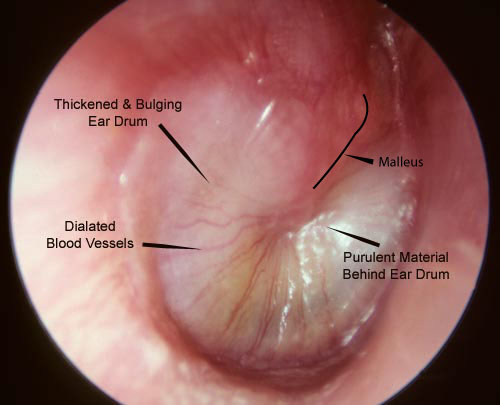 Thickened & Bulging
Ear Drum
Malleus
Dialated
Blood Vessels
Purulent Material
Behind Ear Drum